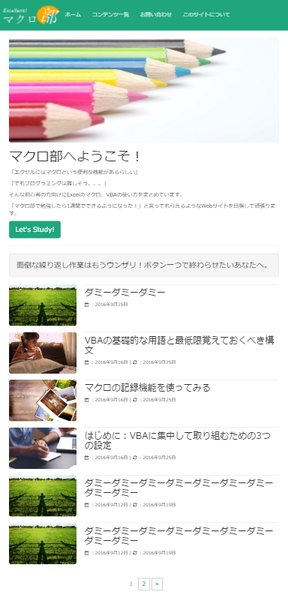 Excellent!
マクロ部
ホーム
コンテンツ一覧
お問い合わせ
このサイトについて
マクロ部へようこそ！
「エクセルにはマクロという便利な機能があるらしい」
「でもプログラミングは難しそう．．．」
そんな初心者の方向けにExcelのマクロ、VBAの使い方をまとめています。
「マクロ部で勉強したら1週間でできるようになった！」と言ってもらえるようなWebサイトを目指して頑張ります。
Let's Study!
面倒な繰り返し作業はもうウンザリ！ボタン一つで終わらせたいあなたへ。
ダミーダミーダミー
: 2016年9月25日
VBAの基礎的な用語と最低限覚えておくべき構文
: 2016年9月16日 | : 2016年9月25日
マクロの記録機能を使ってみる
: 2016年9月16日 | : 2016年9月25日
はじめに：VBAに集中して取り組むための3つの設定
: 2016年9月16日 | : 2016年9月25日
ダミーダミーダミーダミーダミーダミーダミーダミーダミー
: 2016年9月12日 | : 2016年9月19日
ダミーダミーダミーダミーダミーダミーダミーダミーダミー
: 2016年9月12日 | : 2016年9月19日
1 2 »